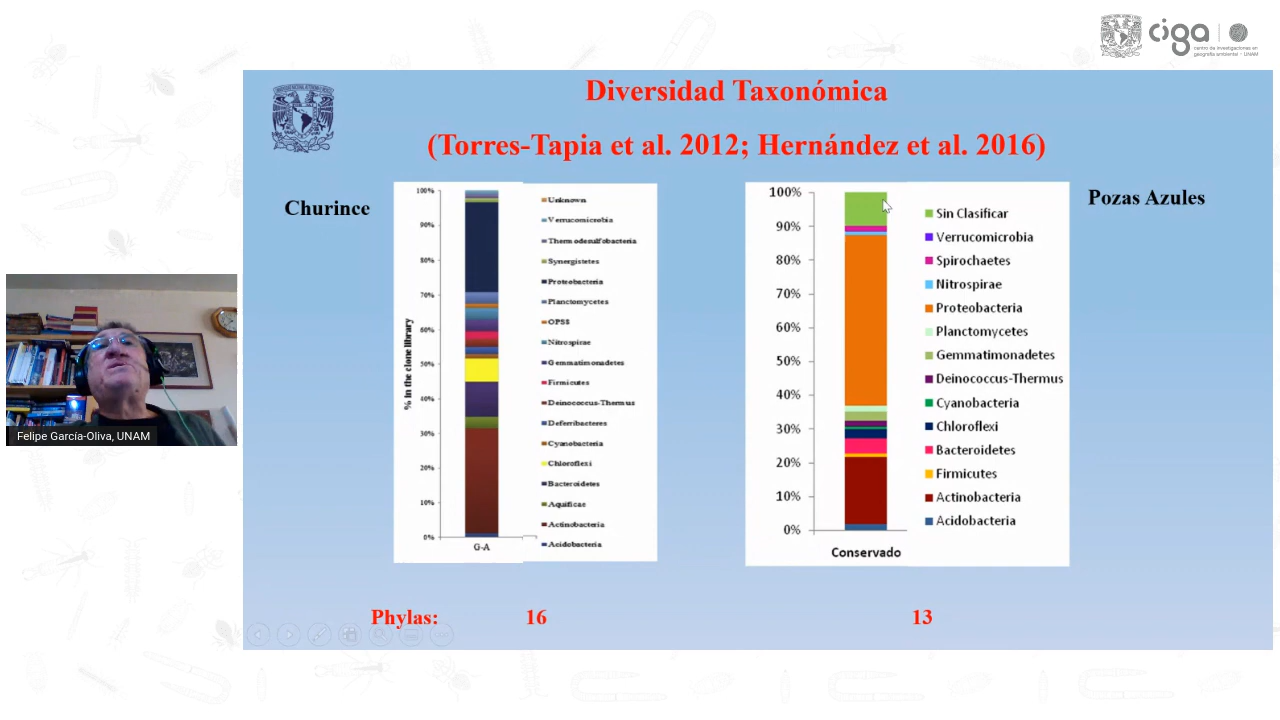 ciga
centro de investigaciones en
geografía ambiental - UNAM
Diversidad Taxonómica
(Torres-Tapia et al. 2012; Hernández et al. 2016)
Churince
% In the clone library
100%
90%
80%
70%
60%
50%
40%
30%
20%
10%
0%
G-A
Unknown
Verrucomicrobia
Thermodesulfobacteria
Synergistetes
Proteobacteria
Planctomycetes
OPS8
Nitrospirae
Gemmatimonadetes
Firmicutes
Deinococcus-Thermus
Deferribacteres
Cyanobacteria
Chloroflexi
Bacteroidetes
Aquificae
Actinobacteria
Acidobacteria
Pozas Azules
100%
90%
80%
70%
60%
50%
40%
30%
20%
10%
0%
Conservado
Sin Clasificar
Verrucomicrobia
Spirochaetes
Nitrospirae
Proteobacteria
Planctomycetes
Gemmatimonadetes
Deinococcus-Thermus
Cyanobacteria
Chloroflexi
Bacteroidetes
Firmicutes
Actinobacteria
Acidobacteria
Felipe García-Oliva, UNAM
Phylas: 16 13